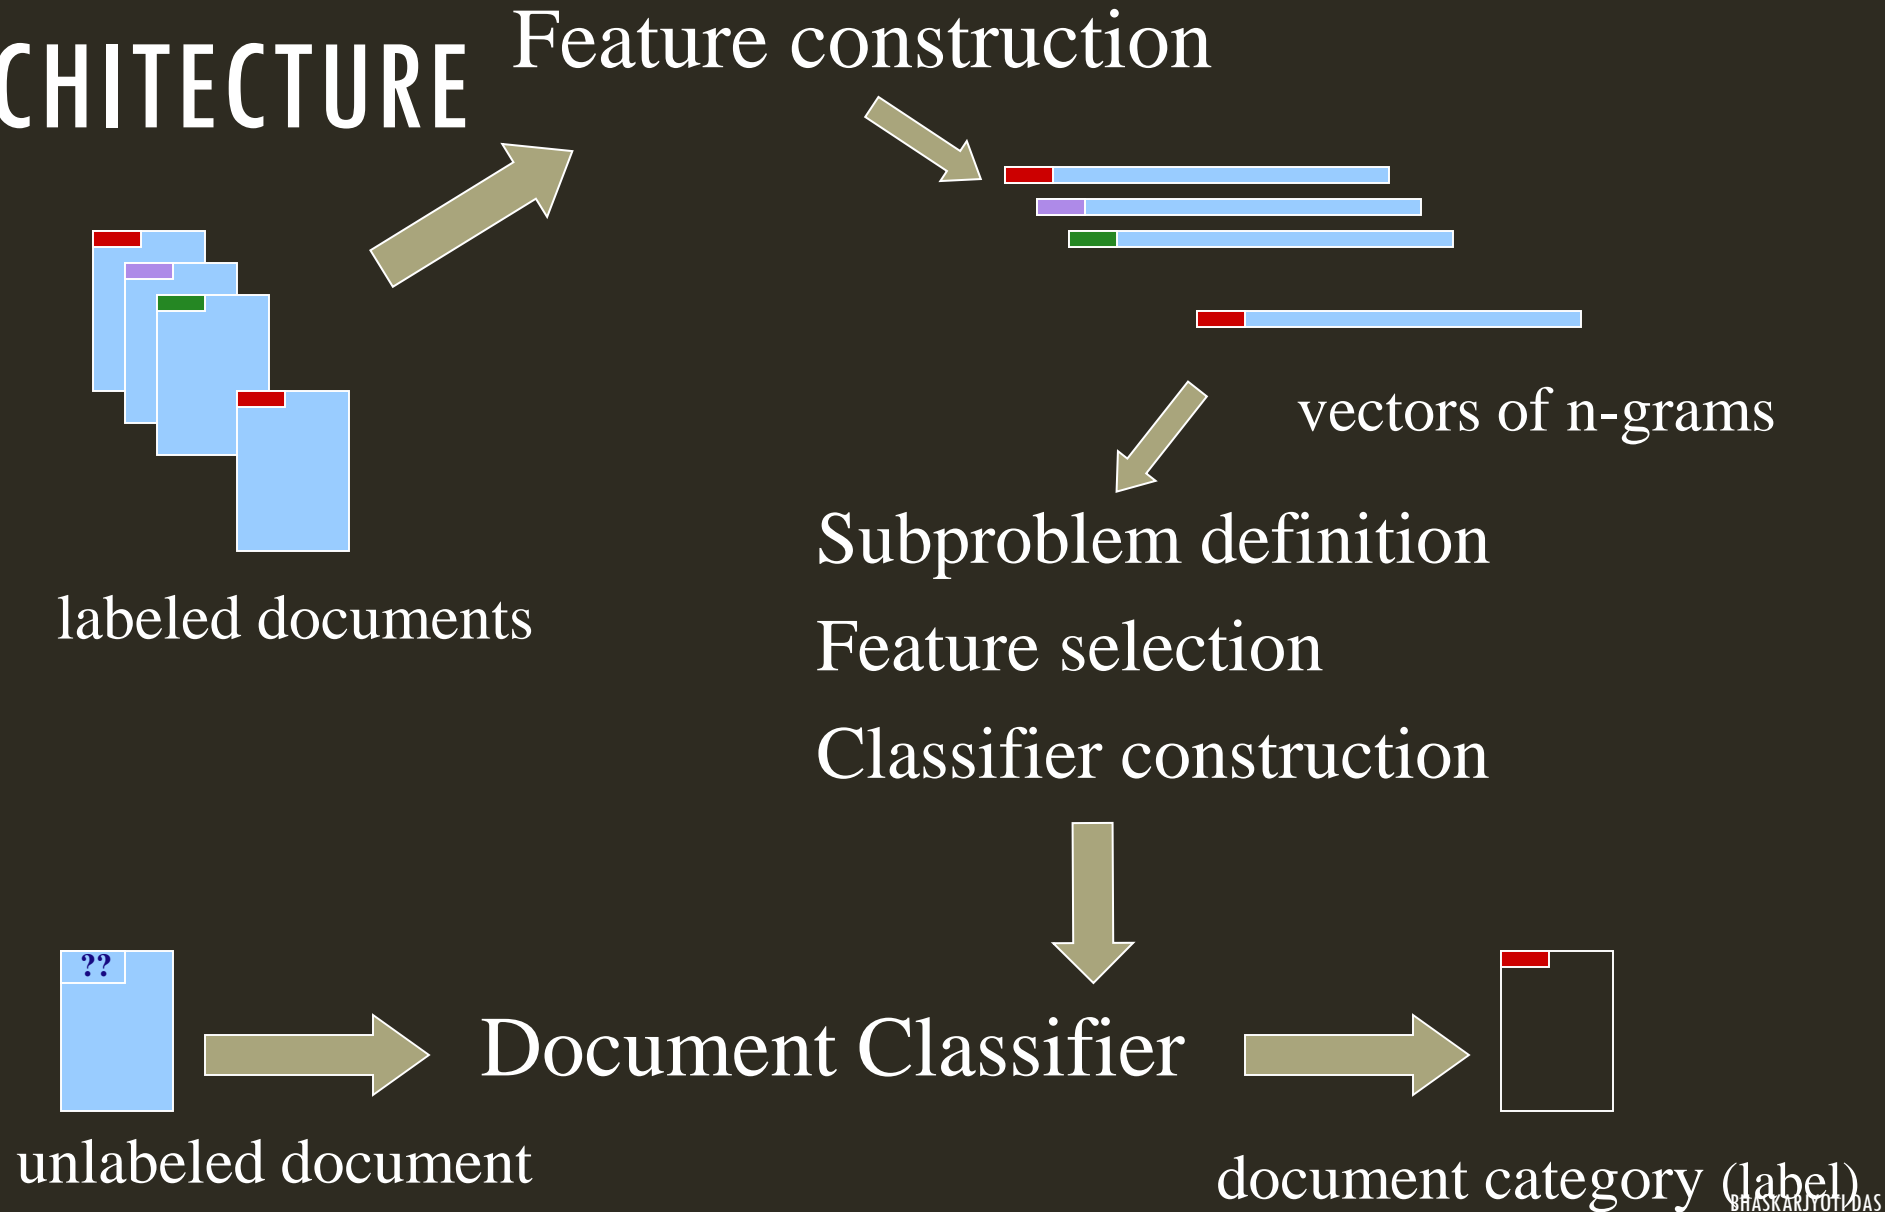 CHITECTURE
Feature construction
vectors of n-grams
Subproblem definition
labeled documents
Feature selection
Classifier construction
??
Document Classifier
unlabeled document
document category (label)
BHASKARJYOTI DAS